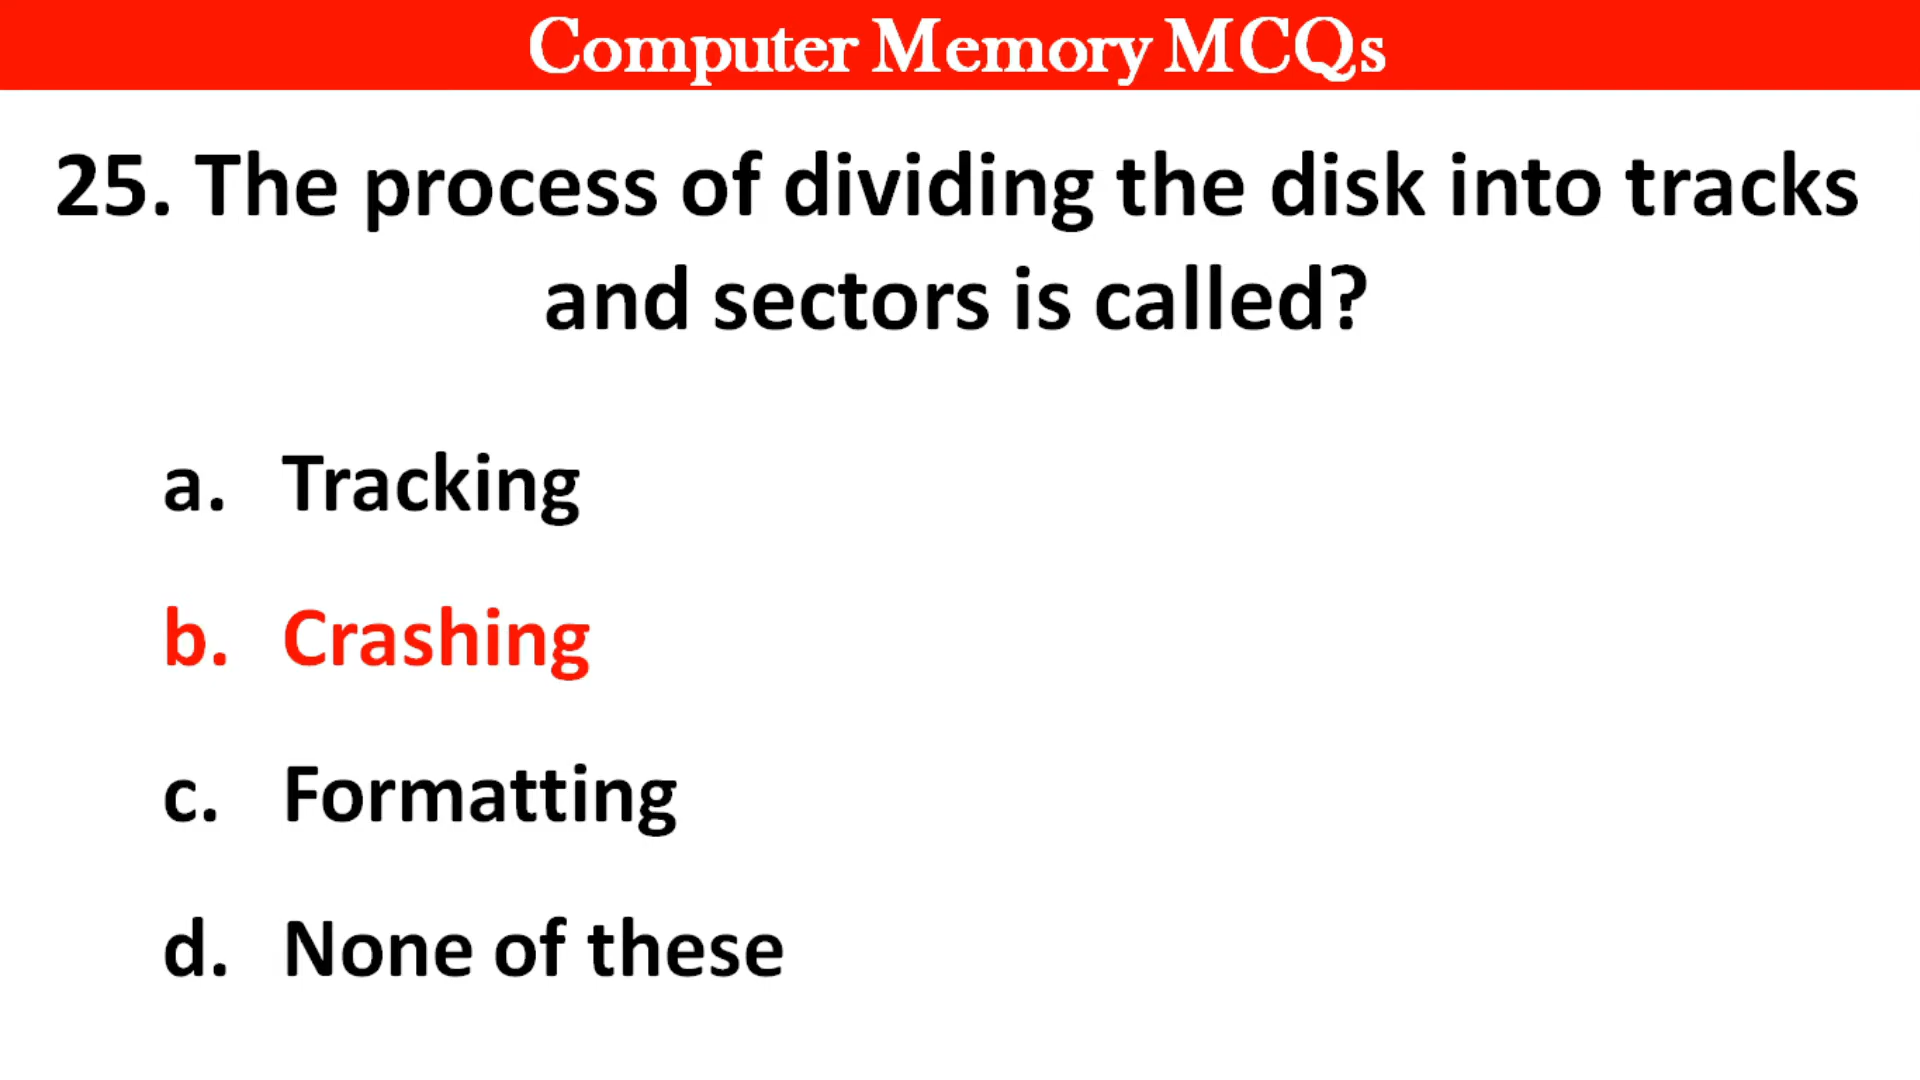 Computer Memory MCQs
25. The process of dividing the disk into tracks
and sectors is called?
a. Tracking
b. Crashing
c. Formatting
d. None of these